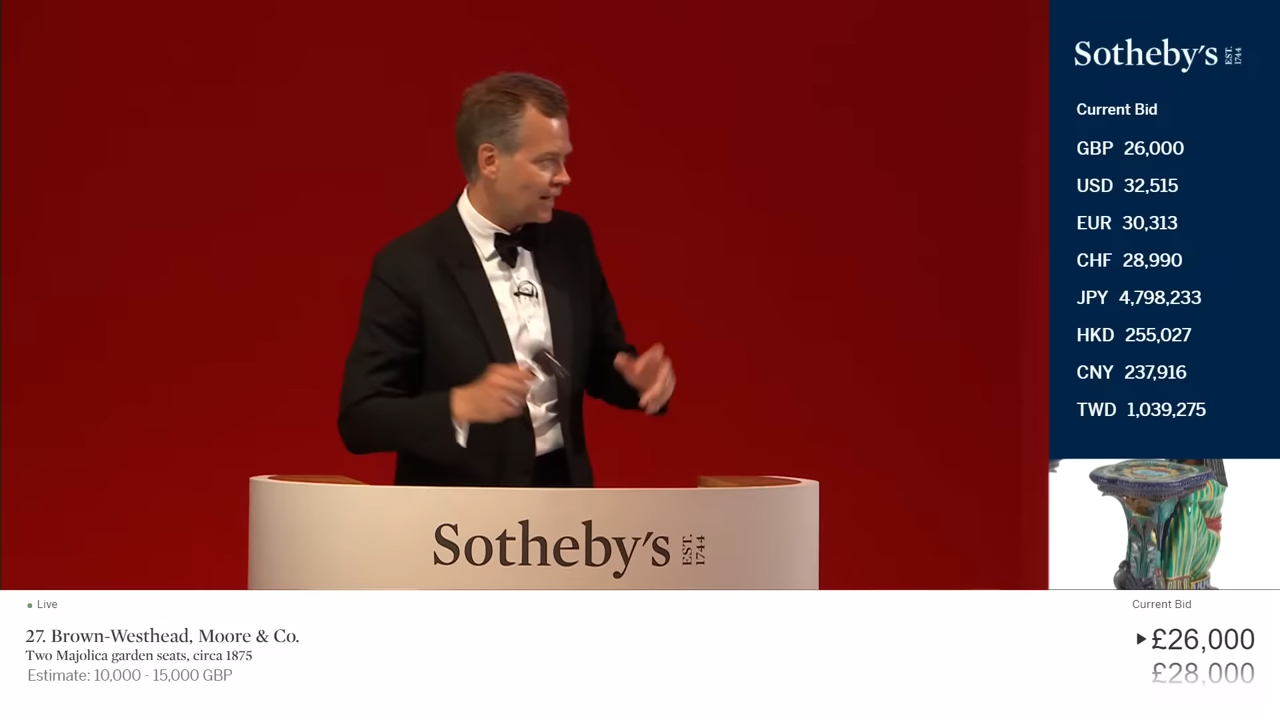 Sotheby's EST. 1744
Current Bid
GBP 26,000
USD 32,515
EUR 30,313
CHF 28,990
JPY 4,798,233
HKD 255,027
CNY 237,916
TWD 1,039,275
Sotheby's EST. 1744
Live
Current Bid
27. Brown-Westhead, Moore & Co.
£26,000
Two Majolica garden seats, circa 1875
Estimate: 10,000 - 15,000 GBP
£28,000